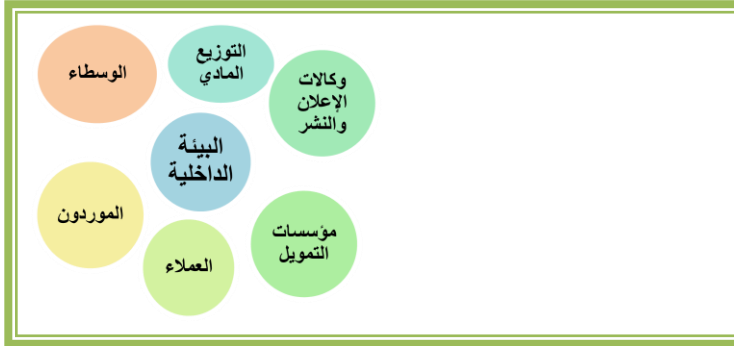 التوزيع
المادي
الوسطاء
وكالات
الإعلان
والنشر
البيئة
الداخلية
الموردون
مؤسسات
التمويل
العملاء